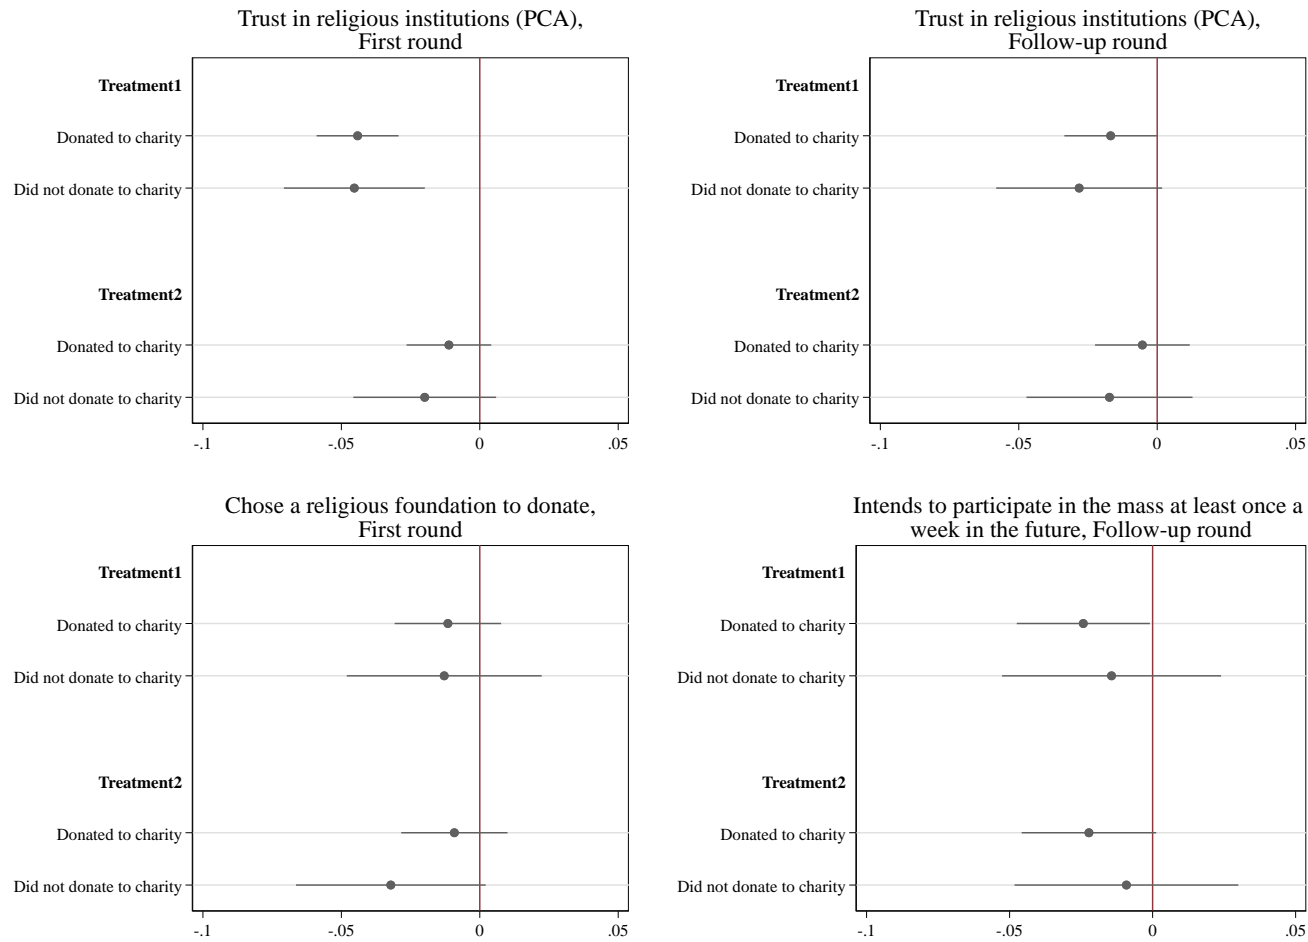 Trust in religious institutions (PCA),
First round
Treatment1
Donated to charity
Did not donate to charity
Treatment2
Donated to charity
Did not donate to charity
-.1 -.05 0 .05
Trust in religious institutions (PCA),
Follow-up round
Treatment1
Donated to charity
Did not donate to charity
Treatment2
Donated to charity
Did not donate to charity
-.1 -.05 0 .05
Chose a religious foundation to donate,
First round
Treatment1
Donated to charity
Did not donate to charity
Treatment2
Donated to charity
Did not donate to charity
-.1 -.05 0 .05
Intends to participate in the mass at least once a
week in the future, Follow-up round
Treatment1
Donated to charity
Did not donate to charity
Treatment2
Donated to charity
Did not donate to charity
-.1 -.05 0 .05